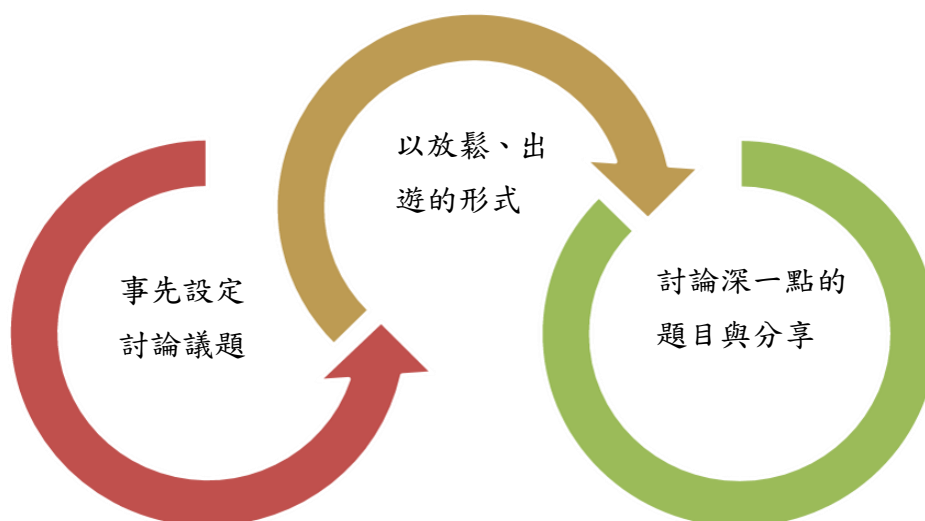 事先設定
討論議題
以放鬆、出
遊的形式
討論深一點的
題目與分享